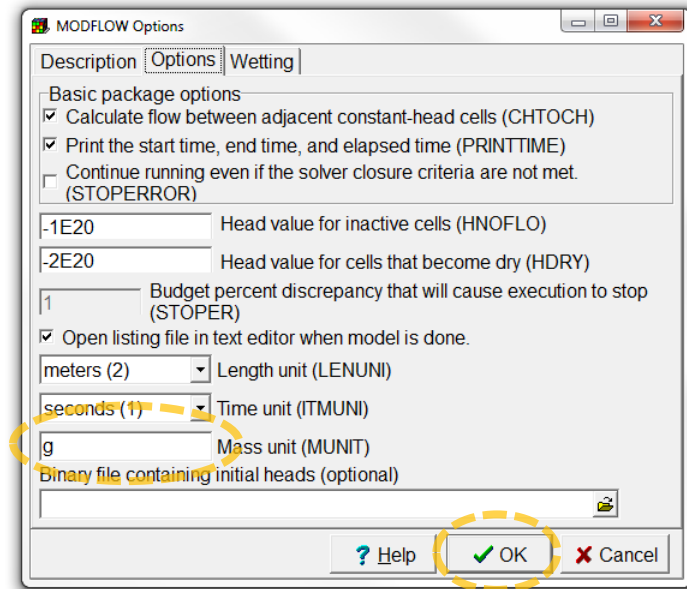 MODFLOW Options
Description Options Wetting
Basic package options
Calculate flow between adjacent constant-head cells (CHTOCH)
Print the start time, end time, and elapsed time (PRINTTIME)
Continue running even if the solver closure criteria are not met.
(STOPERROR)
-1E20 Head value for inactive cells (HNOFLO)
-2E20 Head value for cells that become dry (HDRY)
1 Budget percent discrepancy that will cause execution to stop
(STOPER)
Open listing file in text editor when model is done.
meters (2) Length unit (LENUNI)
seconds (1) Time unit (ITMUNI)
g Mass unit (MUNIT)
Binary file containing initial heads (optional)
? Help OK Cancel